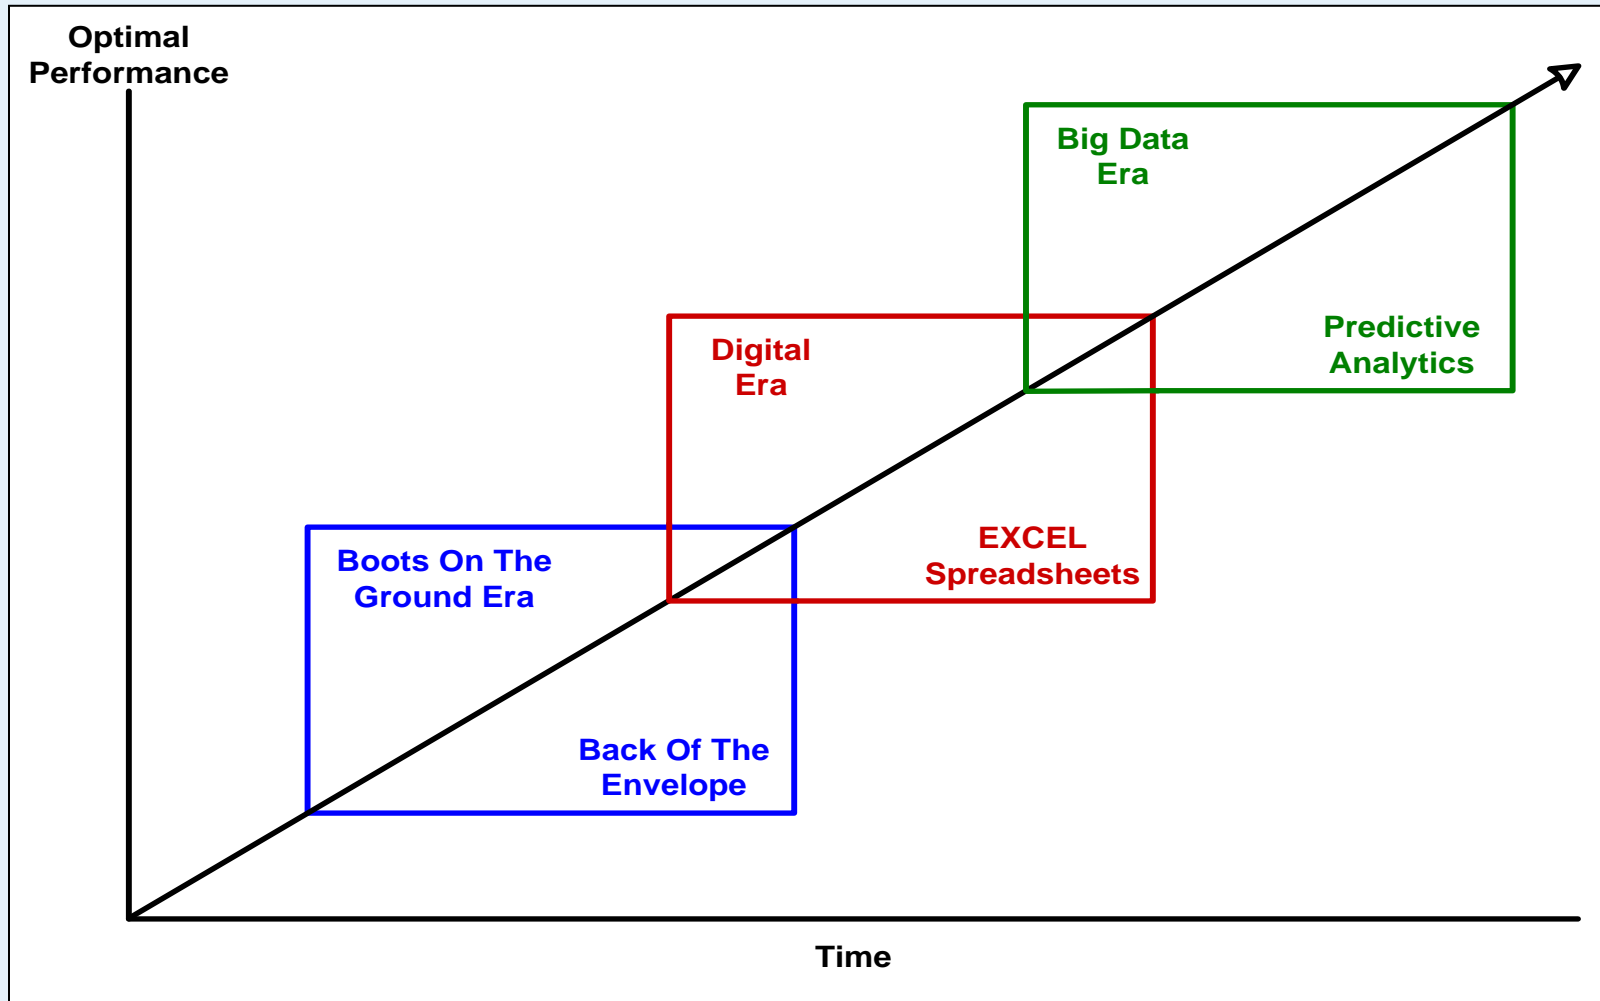 Optimal
Performance
Big Data
Era
Predictive
Analytics
Digital
Era
EXCEL
Spreadsheets
Boots On The
Ground Era
Back Of The
Envelope
Time